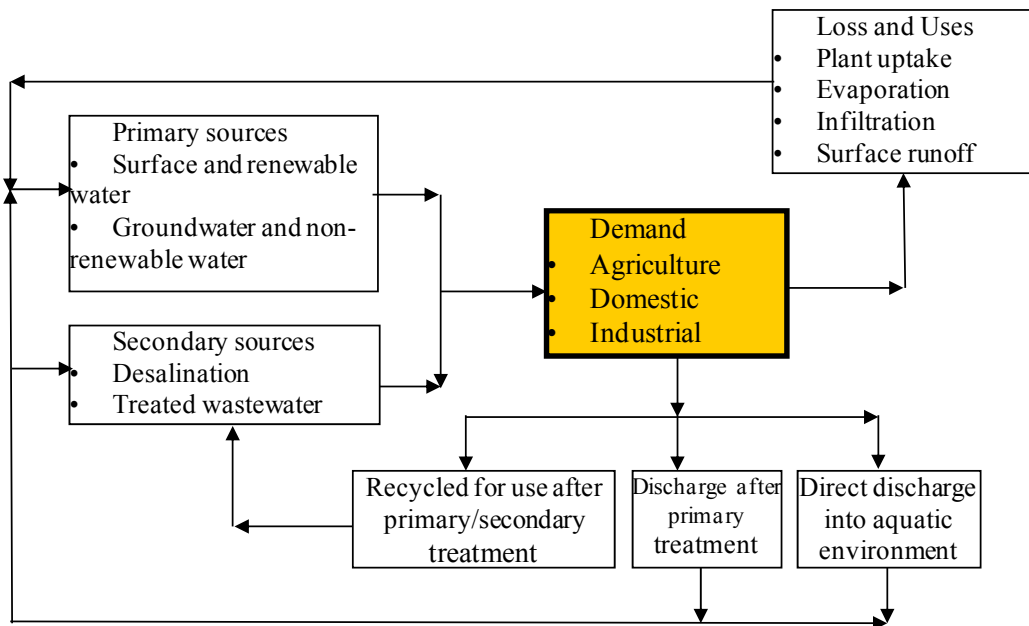 Loss and Uses
• Plant uptake
• Evaporation
• Infiltration
• Surface runoff
Primary sources
• Surface and renewable
water
• Groundwater and non-
renewable water
Demand
• Agriculture
• Domestic
• Industrial
Secondary sources
• Desalination
• Treated wastewater
Recycled for use after
primary/secondary
treatment
Discharge after
primary
treatment
Direct discharge
into aquatic
environment